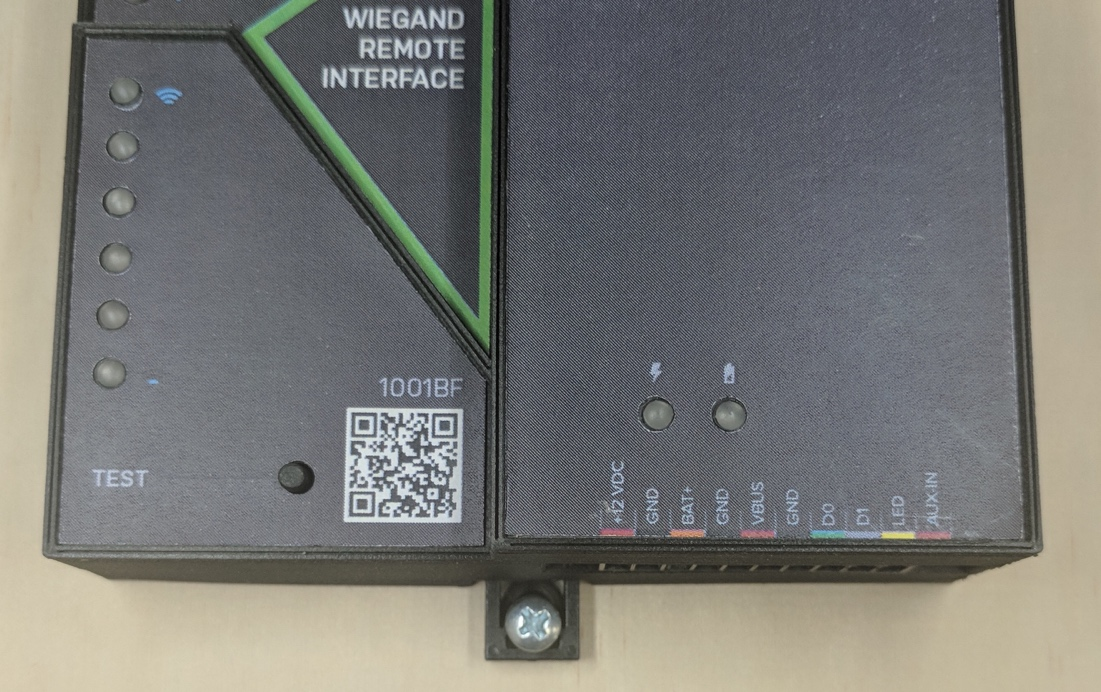 WIEGAND
REMOTE
INTERFACE
1001BF
TEST
+12 VDC
GND
BAT+
GND
VBUS
GND
D0
D1
LED
AUX-IN